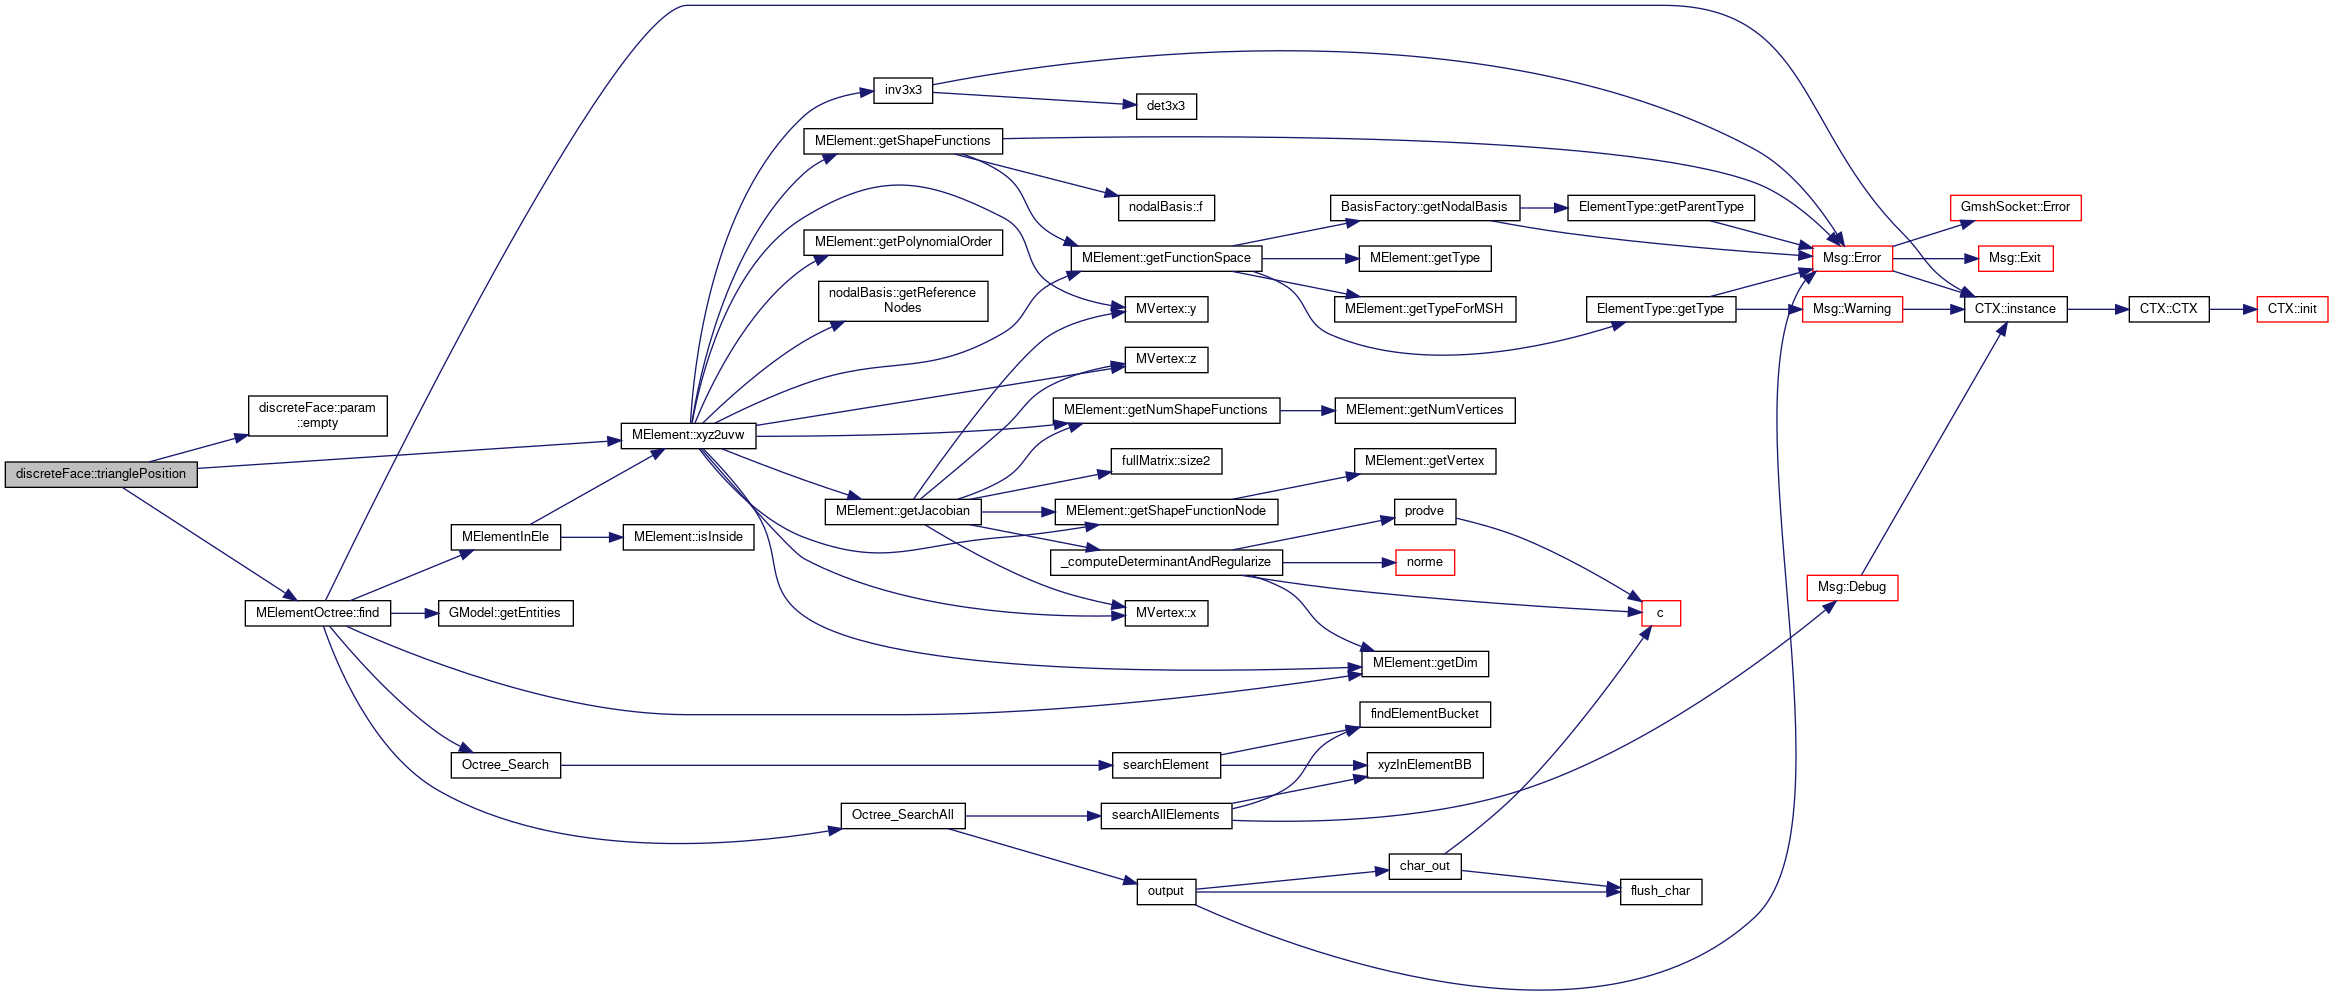 discreteFace::trianglePosition
discreteFace::param
::empty
MElementOctree::find
MElementInEle
GModel::getEntities
Octree_Search
MElement::xyz2uvw
MElement::isInside
inv3x3
MElement::getShapeFunctions
MElement::getPolynomialOrder
nodalBasis::getReference
Nodes
MElement::getJacobian
Octree_SearchAll
det3x3
nodalBasis::f
MElement::getFunctionSpace
MVertex::y
MVertex::z
MElement::getNumShapeFunctions
fullMatrix::size2
MElement::getShapeFunctionNode
_computeDeterminantAndRegularize
MVertex::x
searchElement
searchAllElements
output
BasisFactory::getNodalBasis
MElement::getType
MElement::getTypeForMSH
MElement::getNumVertices
MElement::getVertex
prodve
norme
MElement::getDim
findElementBucket
xyzInElementBB
char_out
ElementType::getParentType
ElementType::getType
c
flush_char
Msg::Error
Msg::Warning
Msg::Debug
GmshSocket::Error
Msg::Exit
CTX::instance
CTX::CTX
CTX::init